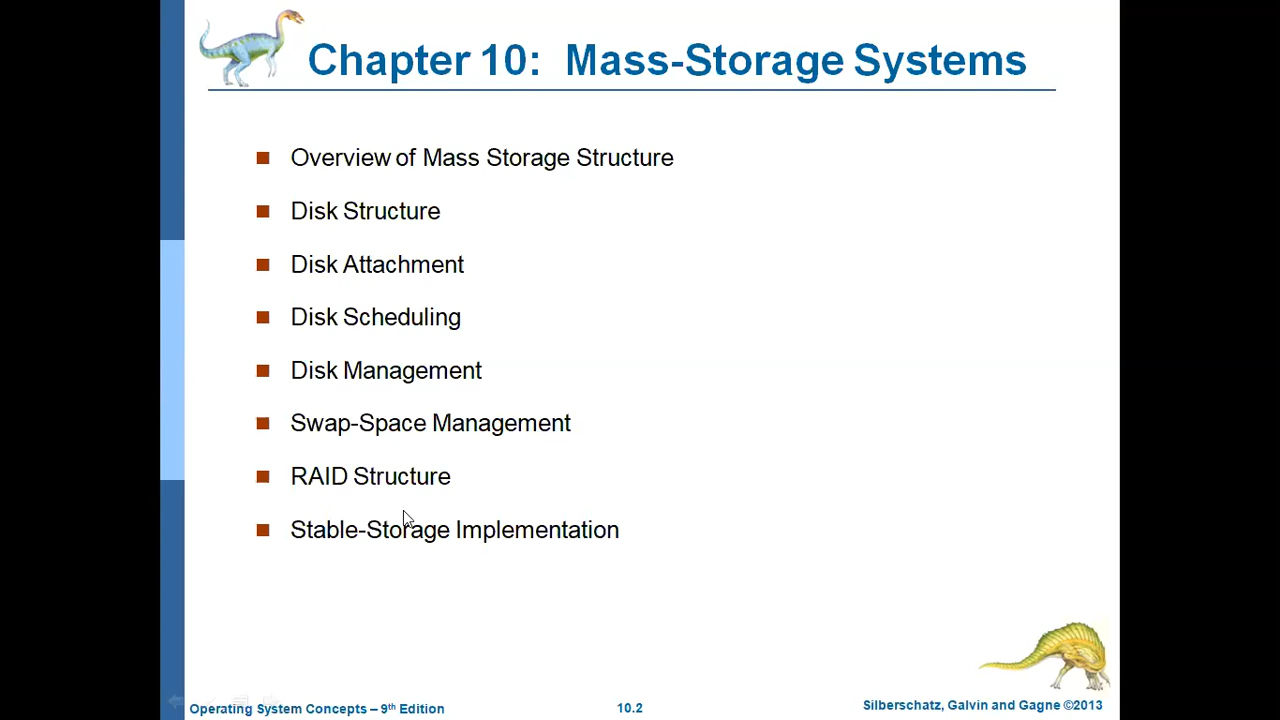 Chapter 10: Mass-Storage Systems
Overview of Mass Storage Structure
Disk Structure
Disk Attachment
Disk Scheduling
Disk Management
Swap-Space Management
RAID Structure
Stable-Storage Implementation
Operating System Concepts – 9th Edition
10.2
Silberschatz, Galvin and Gagne ©2013